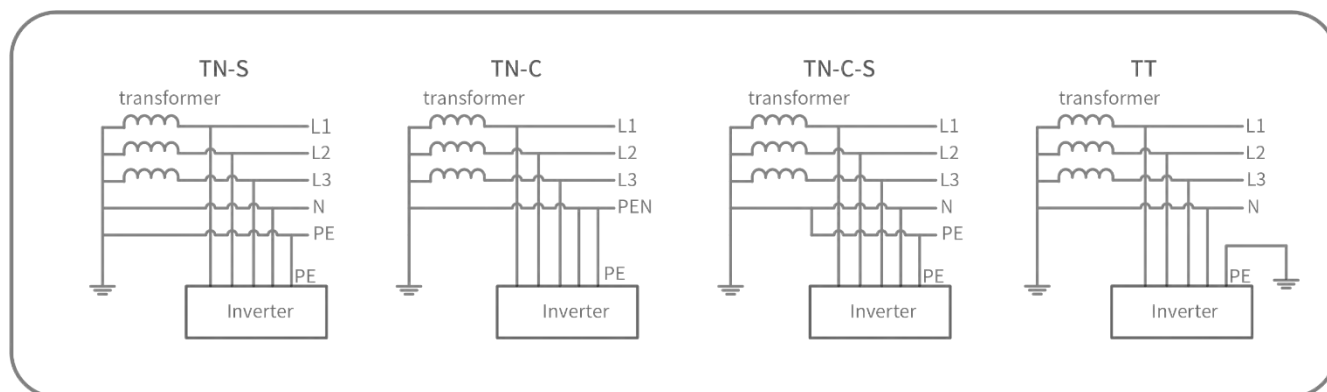 TN-S
transformer
L1
L2
L3
N
PE
PE
Inverter
TN-C
transformer
L1
L2
L3
PEN
PE
Inverter
TN-C-S
transformer
L1
L2
L3
N
PE
PE
Inverter
TT
transformer
L1
L2
L3
N
PE
Inverter